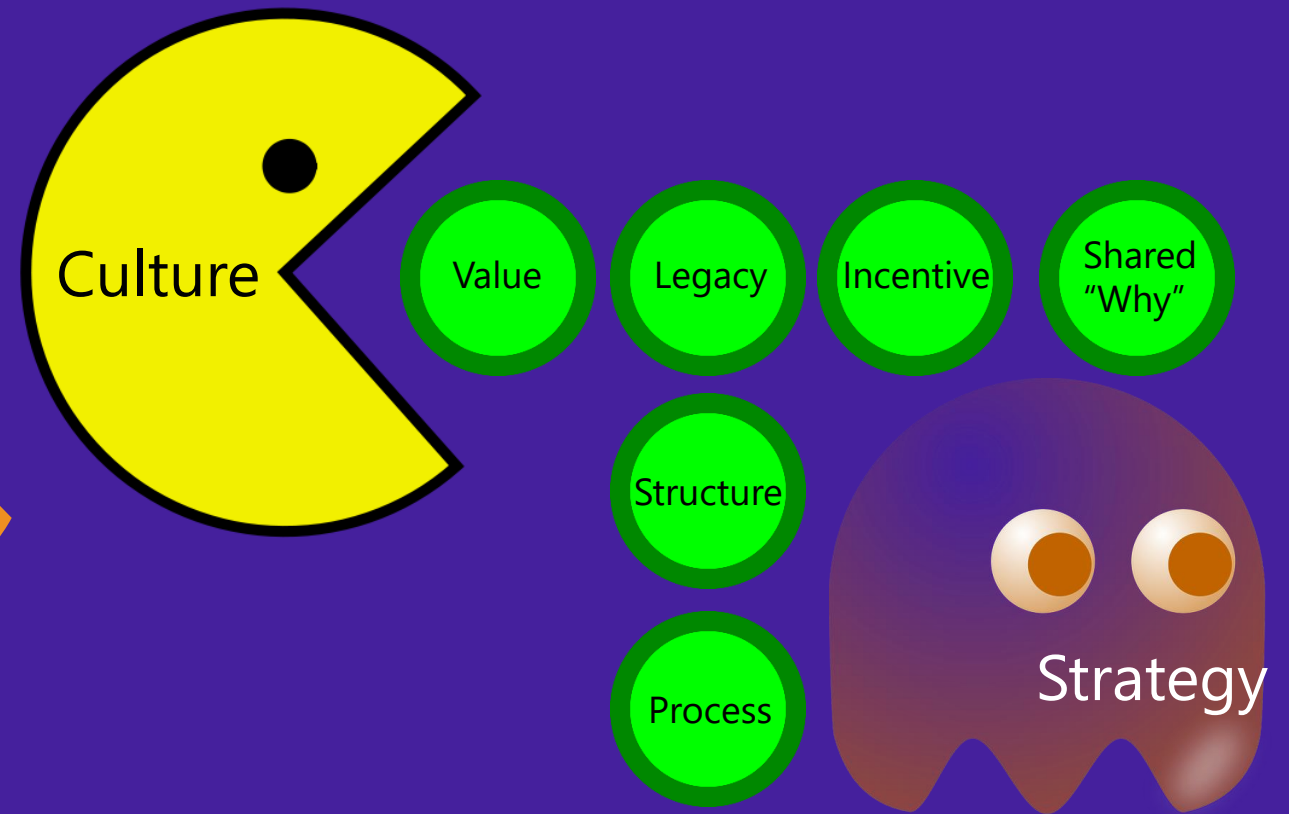 Culture
Value
Legacy
Incentive
Shared
“Why”
Structure
Process
Strategy